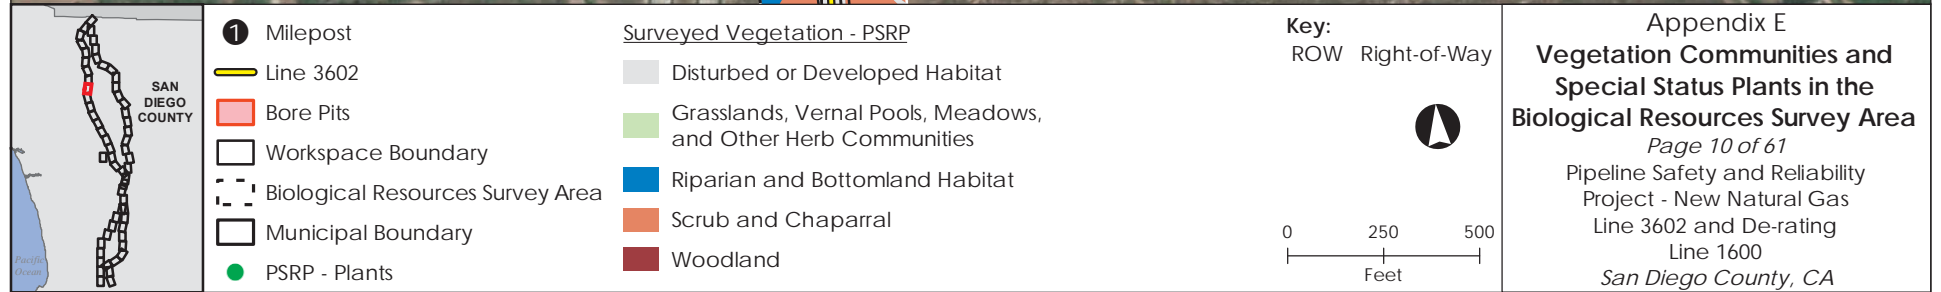 SAN
DIEGO
COUNTY
Pacific
Ocean
1 Milepost
Line 3602
Bore Pits
Workspace Boundary
Biological Resources Survey Area
Municipal Boundary
PSRP - Plants
Surveyed Vegetation - PSRP
Disturbed or Developed Habitat
Grasslands, Vernal Pools, Meadows,
and Other Herb Communities
Riparian and Bottomland Habitat
Scrub and Chaparral
Woodland
Key:
ROW Right-of-Way
0 250 500
Feet
Appendix E
Vegetation Communities and
Special Status Plants in the
Biological Resources Survey Area
Page 10 of 61
Pipeline Safety and Reliability
Project - New Natural Gas
Line 3602 and De-rating
Line 1600
San Diego County, CA